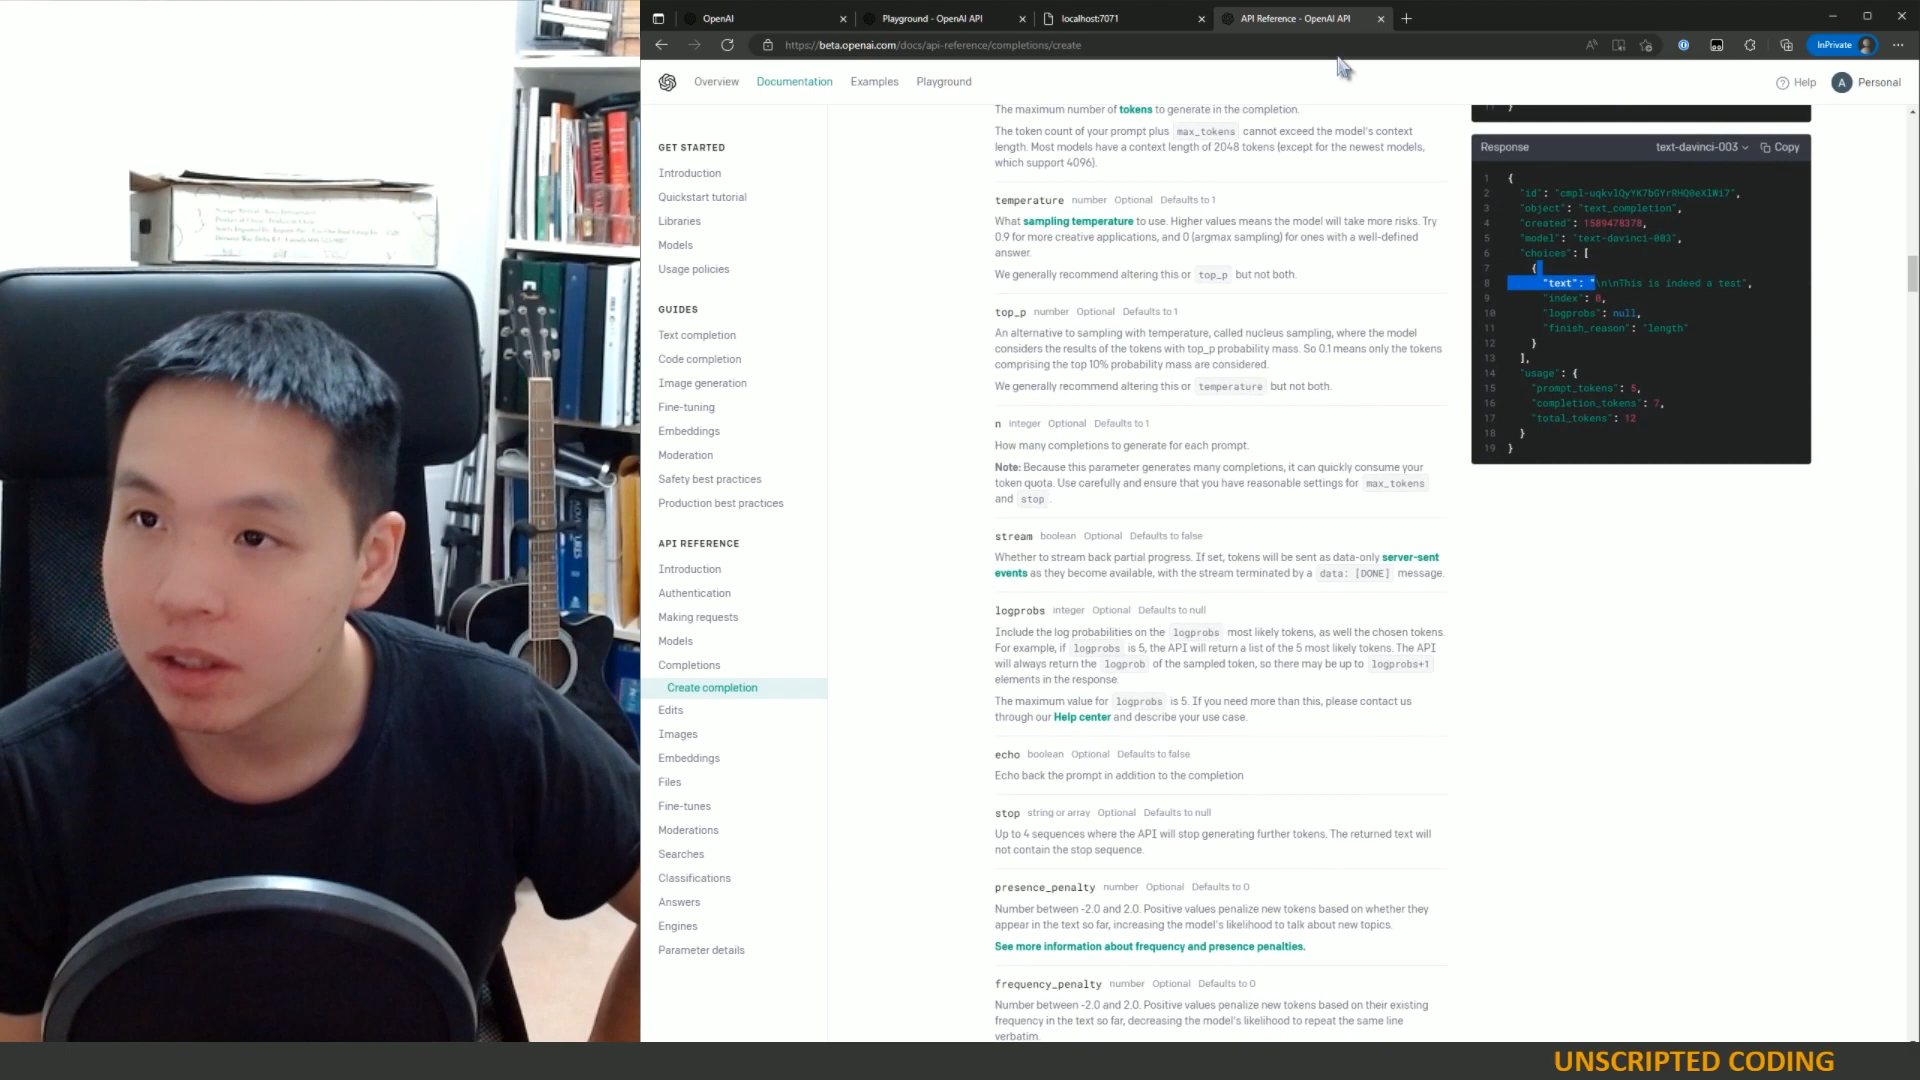 OpenAI
Playground - OpenAI API
localhost:7071
API Reference - OpenAI API
https://beta.openai.com/docs/api-reference/completions/create
InPrivate
Overview
Documentation
Examples
Playground
Help
A
Personal
GET STARTED
Introduction
Quickstart tutorial
Libraries
Models
Usage policies
GUIDES
Text completion
Code completion
Image generation
Fine-tuning
Embeddings
Moderation
Safety best practices
Production best practices
API REFERENCE
Introduction
Authentication
Making requests
Models
Completions
Create completion
Edits
Images
Embeddings
Files
Fine-tunes
Moderations
Searches
Classifications
Answers
Engines
Parameter details
The maximum number of tokens to generate in the completion.
The token count of your prompt plus max_tokens cannot exceed the model's context
length. Most models have a context length of 2048 tokens (except for the newest models,
which support 4096).
temperature number Optional Defaults to 1
What sampling temperature to use. Higher values means the model will take more risks. Try
0.9 for more creative applications, and 0 (argmax sampling) for ones with a well-defined
answer.
We generally recommend altering this or top_p but not both.
top_p number Optional Defaults to 1
An alternative to sampling with temperature, called nucleus sampling, where the model
considers the results of the tokens with top_p probability mass. So 0.1 means only the tokens
comprising the top 10% probability mass are considered.
We generally recommend altering this or temperature but not both.
n integer Optional Defaults to 1
How many completions to generate for each prompt.
Note: Because this parameter generates many completions, it can quickly consume your
token quota. Use carefully and ensure that you have reasonable settings for max_tokens
and stop.
stream boolean Optional Defaults to false
Whether to stream back partial progress. If set, tokens will be sent as data-only server-sent
events as they become available, with the stream terminated by a data: [DONE] message.
logprobs integer Optional Defaults to null
Include the log probabilities on the logprobs most likely tokens, as well the chosen tokens.
For example, if logprobs is 5, the API will return a list of the 5 most likely tokens. The API
will always return the logprob of the sampled token, so there may be up to logprobs+1
elements in the response.
The maximum value for logprobs is 5. If you need more than this, please contact us
through our Help center and describe your use case.
echo boolean Optional Defaults to false
Echo back the prompt in addition to the completion
stop string or array Optional Defaults to null
Up to 4 sequences where the API will stop generating further tokens. The returned text will
not contain the stop sequence.
presence_penalty number Optional Defaults to 0
Number between -2.0 and 2.0. Positive values penalize new tokens based on whether they
appear in the text so far, increasing the model's likelihood to talk about new topics.
See more information about frequency and presence penalties.
frequency_penalty number Optional Defaults to 0
Number between -2.0 and 2.0. Positive values penalize new tokens based on their existing
frequency in the text so far, decreasing the model's likelihood to repeat the same line
verbatim.
Response
text-davinci-003
Copy
1 {
2 "id": "cmpl-uqkvlQyYK7bGYrRHQ0eXlWi7",
3 "object": "text_completion",
4 "created": 1589478378,
5 "model": "text-davinci-003",
6 "choices": [
7 {
8 "text": "\n\nThis is indeed a test",
9 "index": 0,
10 "logprobs": null,
11 "finish_reason": "length"
12 }
13 ],
14 "usage": {
15 "prompt_tokens": 5,
16 "completion_tokens": 7,
17 "total_tokens": 12
18 }
19 }
UNSCRIPTED CODING